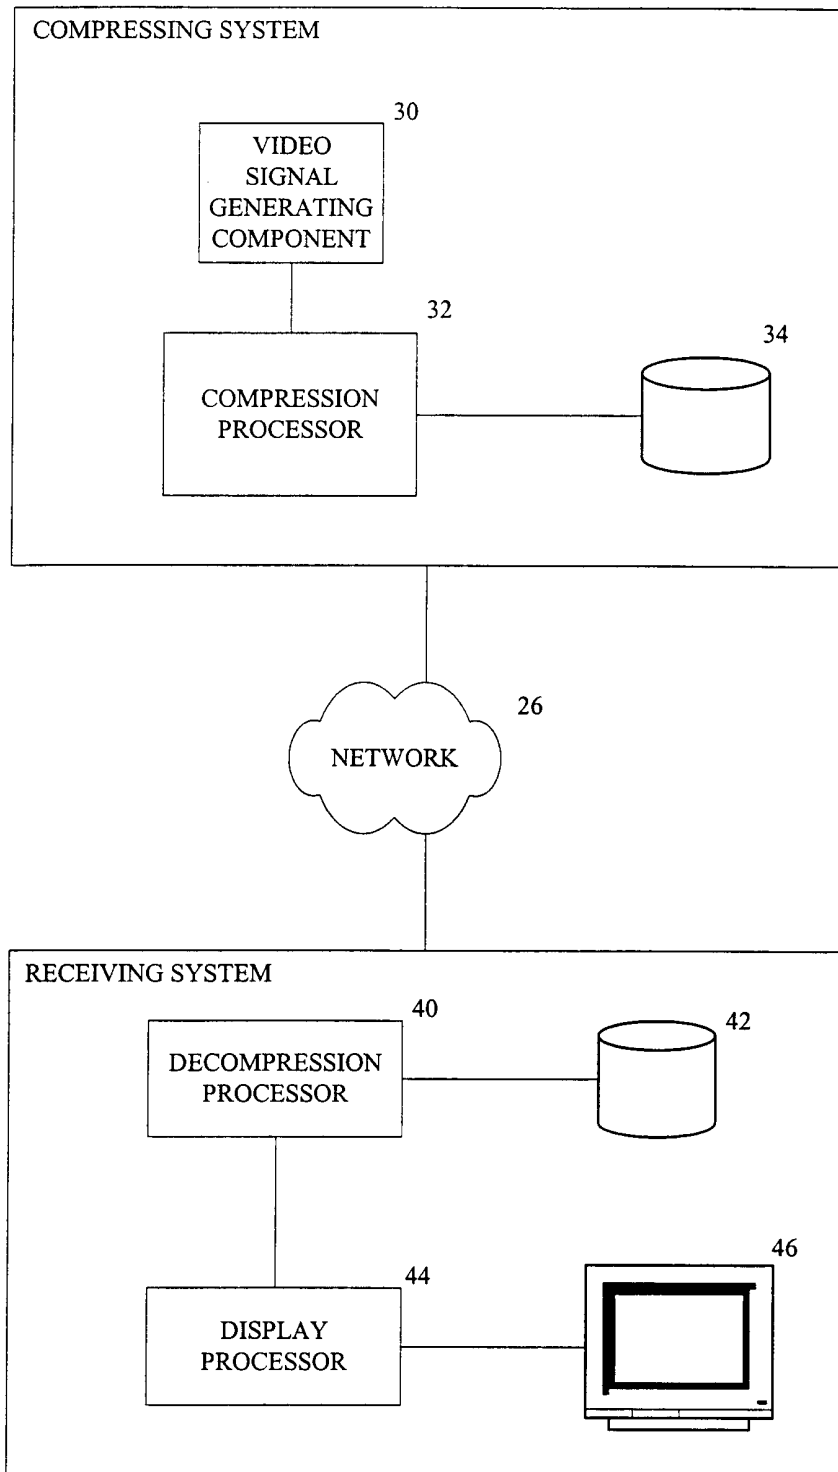 COMPRESSING SYSTEM
30
VIDEO
SIGNAL
GENERATING
COMPONENT
32
34
COMPRESSION
PROCESSOR
26
NETWORK
RECEIVING SYSTEM
40
42
DECOMPRESSION
PROCESSOR
44
46
DISPLAY
PROCESSOR